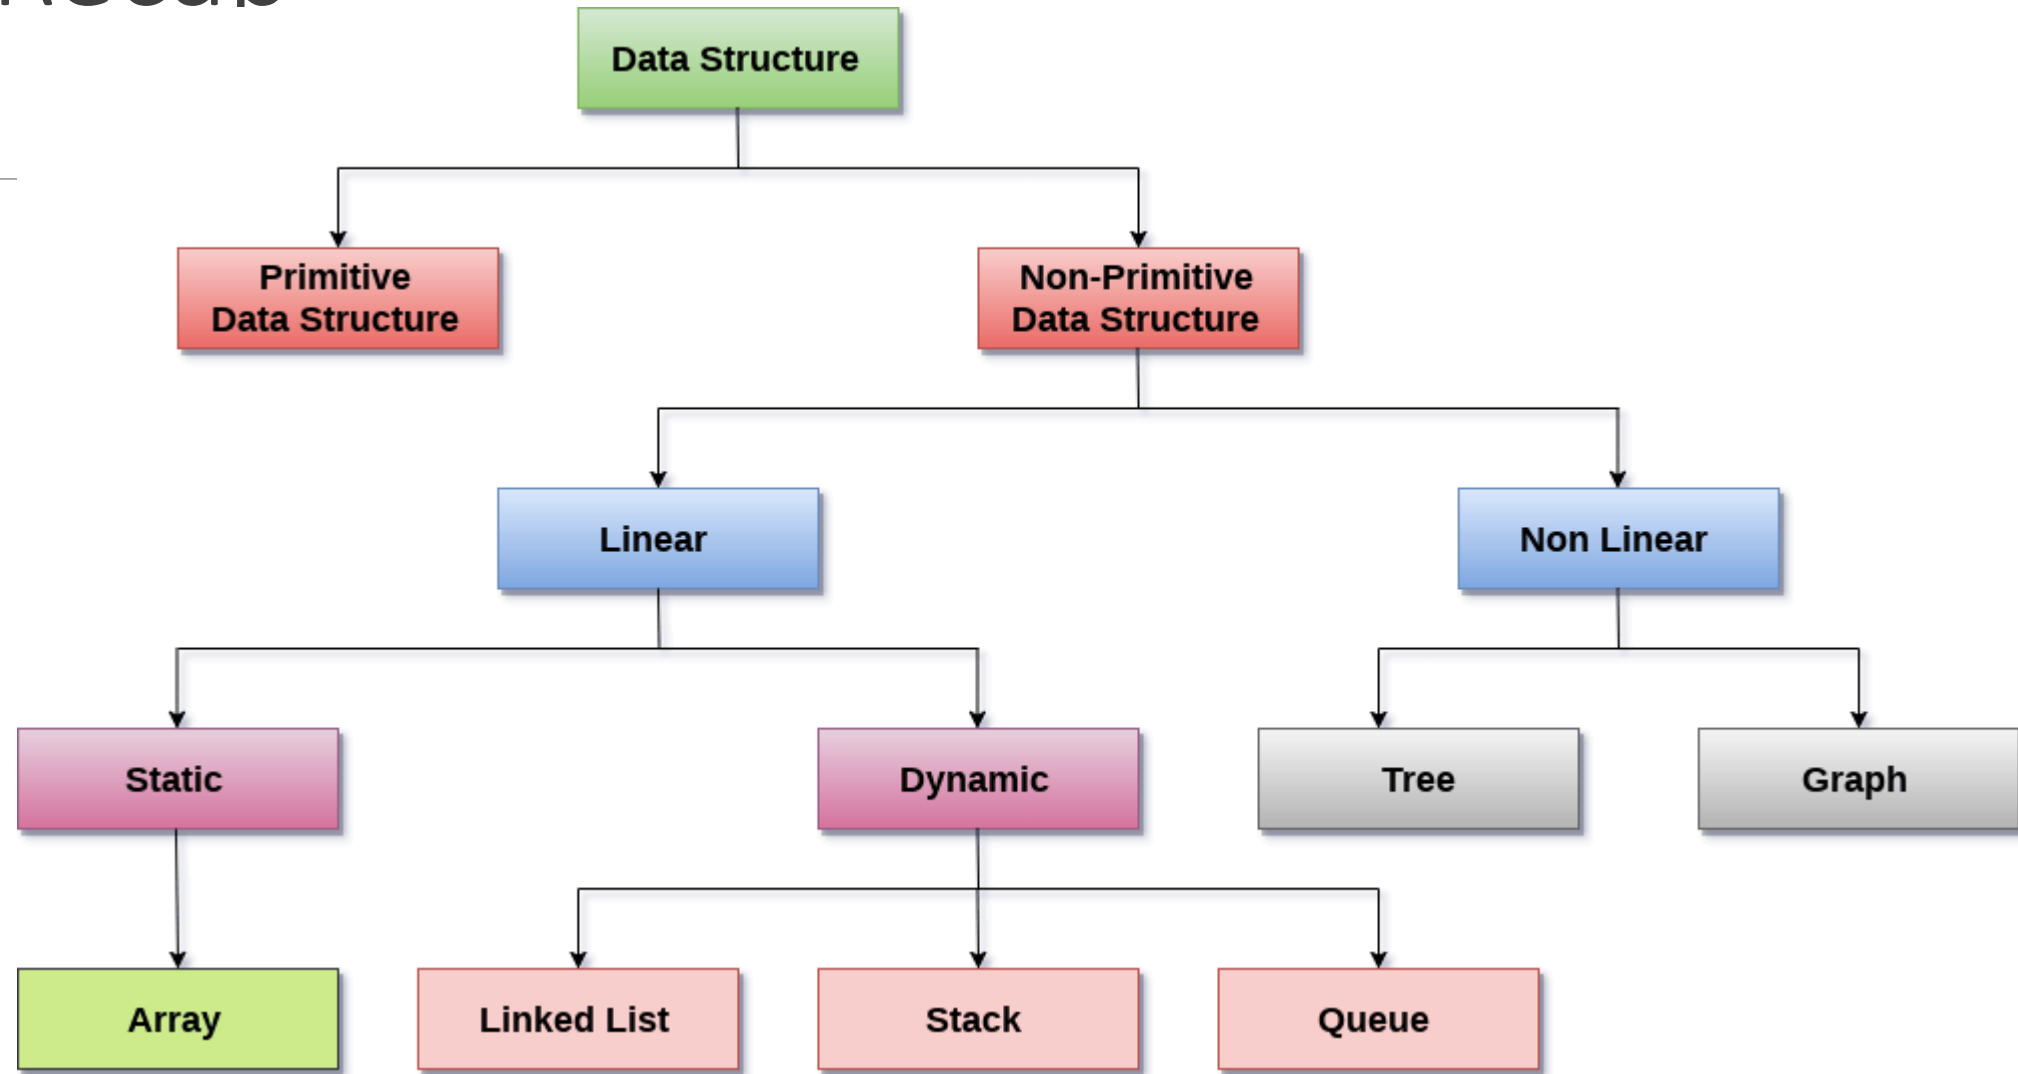 Data Structure
Primitive
Data Structure
Non-Primitive
Data Structure
Linear
Non Linear
Static
Dynamic
Tree
Graph
Array
Linked List
Stack
Queue